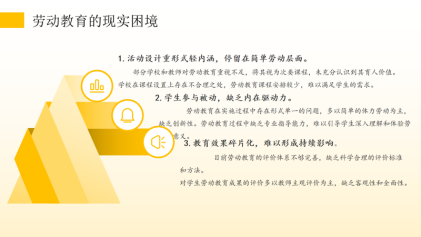 劳动教育的现实困境
1. 活动设计重形式轻内涵，停留在简单劳动层面。
部分学校和教师对劳动教育重视不足，将其视为次要课程，未充分认识到其育人价值。
学校在课程设置上存在不合理之处，劳动教育课程安排较少，难以满足学生的需求。
2. 学生参与被动，缺乏内在驱动力。
劳动教育在实施过程中存在形式单一的问题，多以简单的体力劳动为主，
缺乏创新性。劳动教育过程中缺乏专业指导能力，难以引导学生深入理解和体验劳
意义。
3. 教育效果碎片化，难以形成持续影响。
目前劳动教育的评价体系不够完善，缺乏科学合理的评价标准
和方法。
对学生劳动教育成果的评价多以教师主观评价为主，缺乏客观性和全面性。